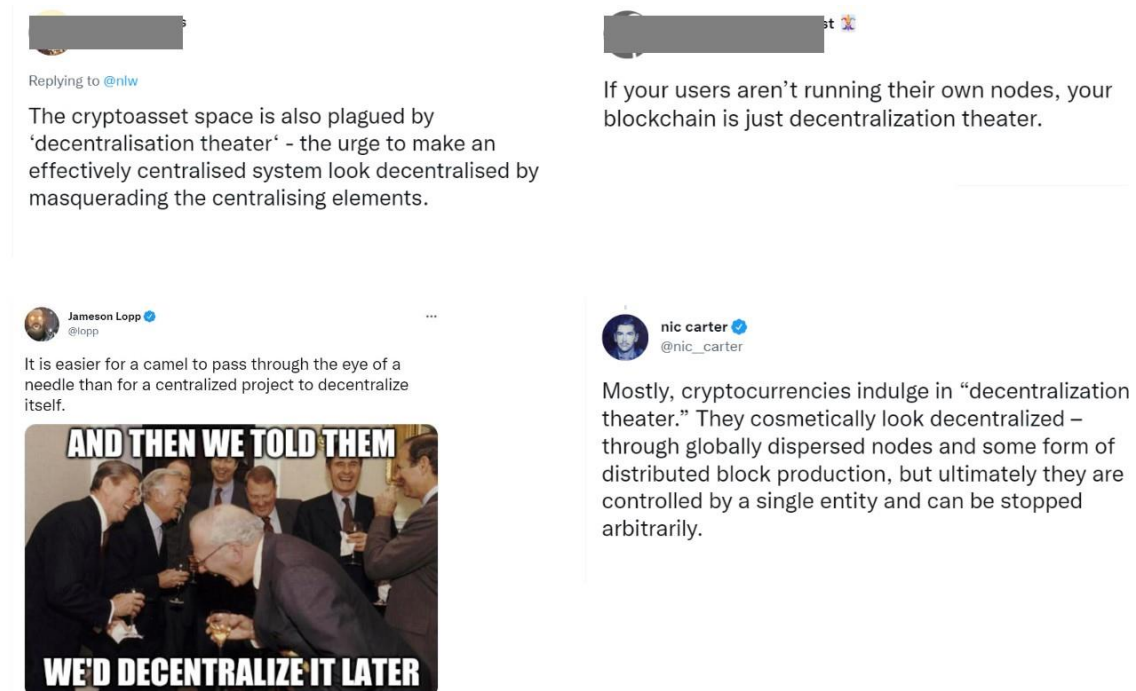 s
Replying to @nlw
The cryptoasset space is also plagued by
‘decentralisation theater‘ - the urge to make an
effectively centralised system look decentralised by
masquerading the centralising elements.
st 🃏
If your users aren’t running their own nodes, your
blockchain is just decentralization theater.
Jameson Lopp
@lopp
...
It is easier for a camel to pass through the eye of a
needle than for a centralized project to decentralize
itself.
AND THEN WE TOLD THEM
WE'D DECENTRALIZE IT LATER
nic carter
@nic__carter
Mostly, cryptocurrencies indulge in “decentralization
theater.” They cosmetically look decentralized –
through globally dispersed nodes and some form of
distributed block production, but ultimately they are
controlled by a single entity and can be stopped
arbitrarily.